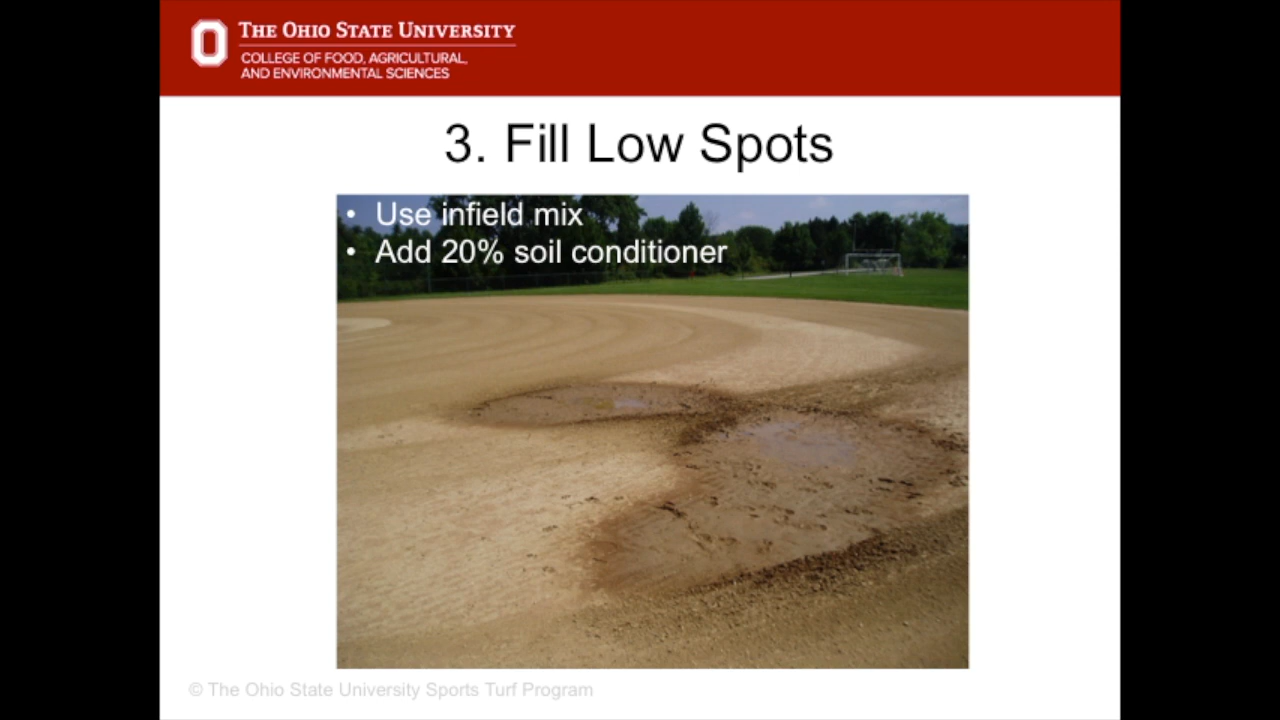 THE OHIO STATE UNIVERSITY
COLLEGE OF FOOD, AGRICULTURAL,
AND ENVIRONMENTAL SCIENCES
3. Fill Low Spots
• Use infield mix
• Add 20% soil conditioner
© The Ohio State University Sports Turf Program